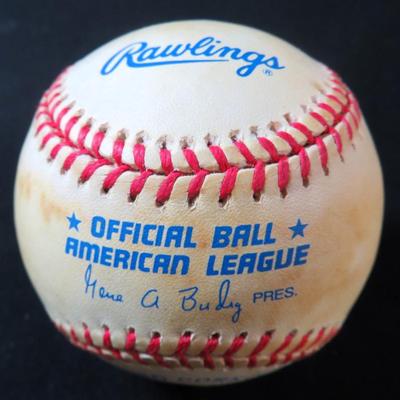 Rawlings®
★ OFFICIAL BALL ★
AMERICAN LEAGUE
Gene A Budig PRES.